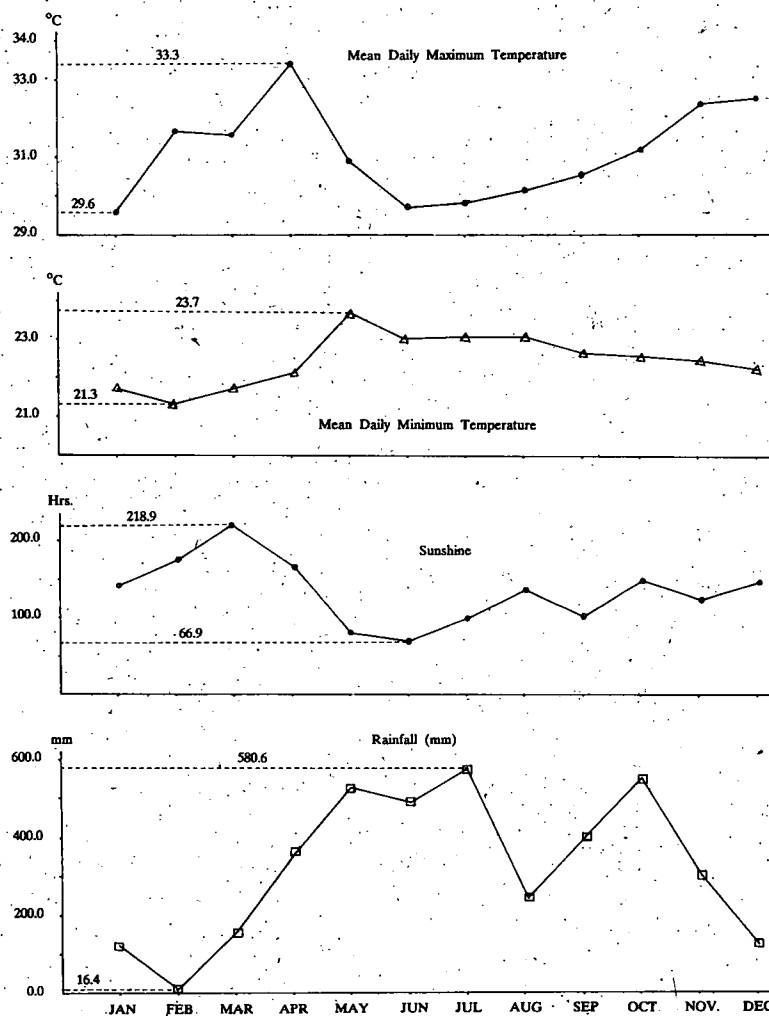 °C
34.0
33.3
Mean Daily Maximum Temperature
33.0
31.0
29.6
29.0
°C
23.7
23.0
21.3
21.0
Mean Daily Minimum Temperature
Hrs.
218.9
200.0
Sunshine
100.0
66.9
mm
Rainfall (mm)
600.0
580.6
400.0
200.0
16.4
0.0
JAN FEB MAR APR MAY JUN JUL AUG SEP OCT NOV. DEC